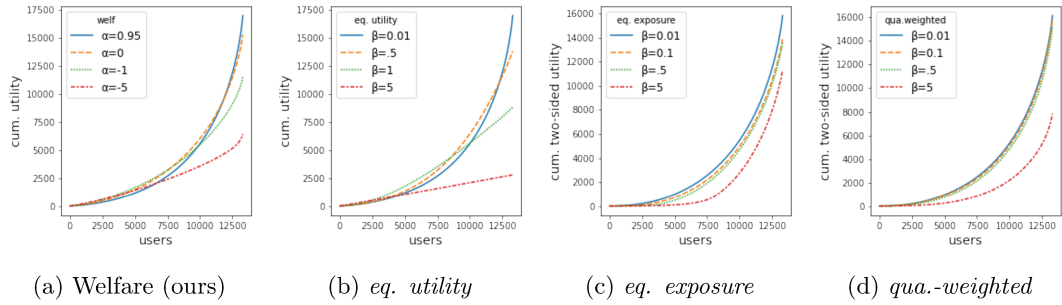 welf
α=0.95
α=0
α=-1
α=-5
cum. utility
17500
15000
12500
10000
7500
5000
2500
0
0 2500 5000 7500 10000 12500
users
(a) Welfare (ours)
eq. utility
β=0.01
β=.5
β=1
β=5
cum. utility
17500
15000
12500
10000
7500
5000
2500
0
0 2500 5000 7500 10000 12500
users
(b) eq. utility
eq. exposure
β=0.01
β=0.1
β=.5
β=5
cum. two-sided utility
16000
14000
12000
10000
8000
6000
4000
2000
0
0 2500 5000 7500 10000 12500
users
(c) eq. exposure
qua.weighted
β=0.01
β=0.1
β=.5
β=5
cum. two-sided utility
16000
14000
12000
10000
8000
6000
4000
2000
0
0 2500 5000 7500 10000 12500
users
(d) qua.-weighted